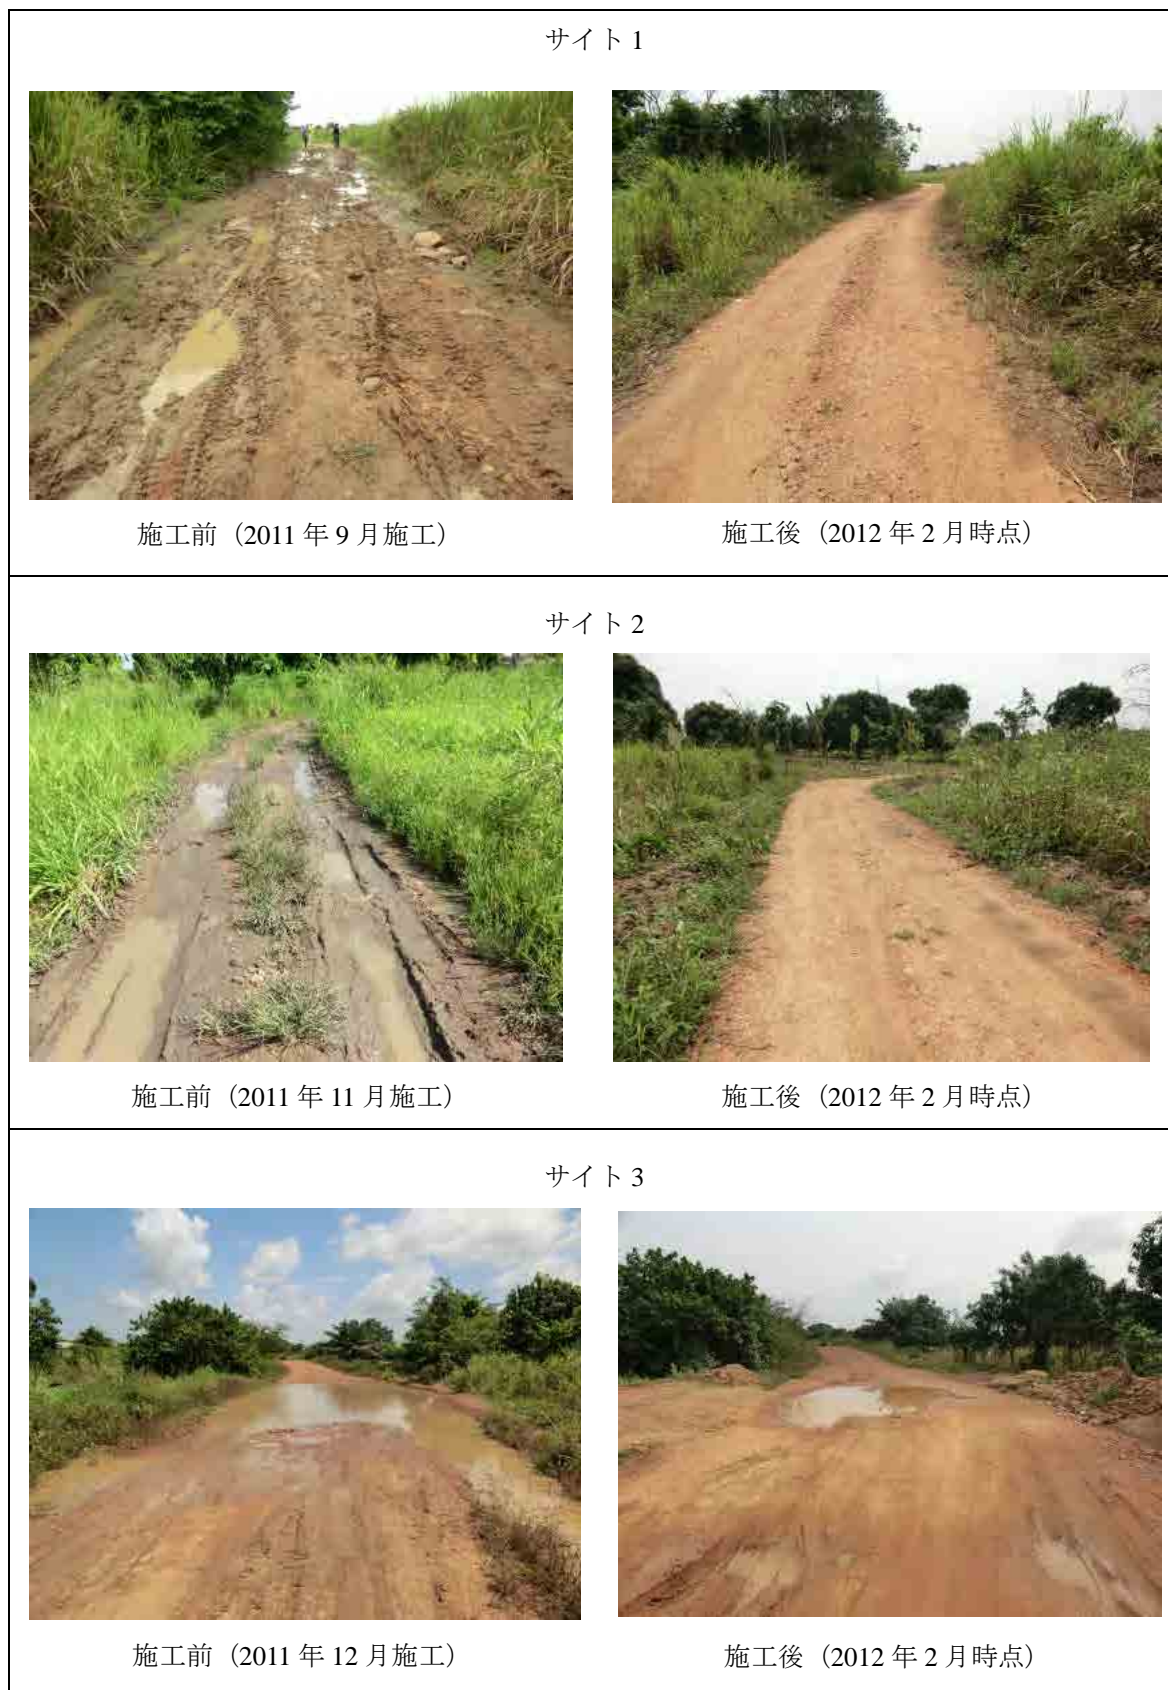 サイト 1
施工前（2011 年 9 月施工）
施工後（2012 年 2 月時点）
サイト 2
施工前（2011 年 11 月施工）
施工後（2012 年 2 月時点）
サイト 3
施工前（2011 年 12 月施工）
施工後（2012 年 2 月時点）